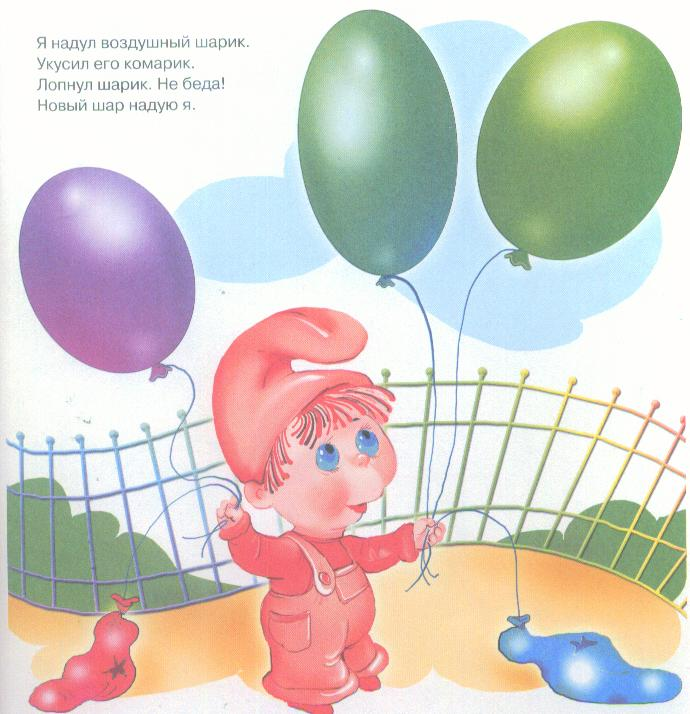 Я надул воздушный шарик.
Укусил его комарик.
Лопнул шарик. Не беда!
Новый шар надую я.